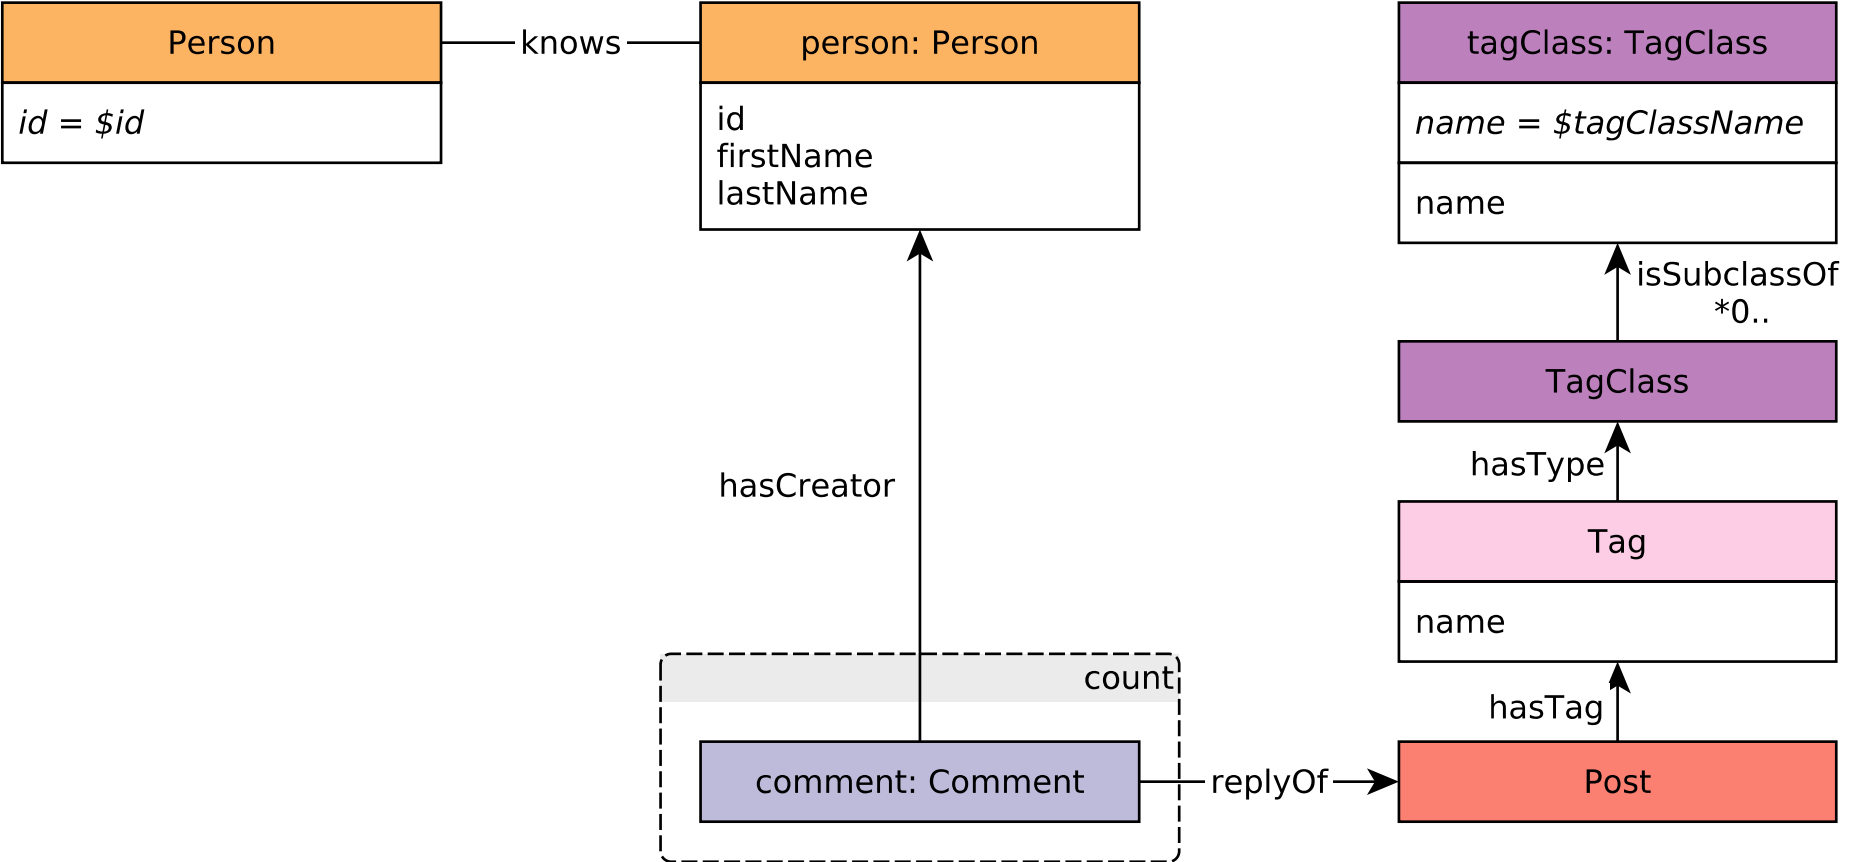 Person
id = $id
knows
person: Person
id
firstName
lastName
tagClass: TagClass
name = $tagClassName
name
isSubclassOf
*0..
TagClass
hasType
Tag
name
hasTag
hasCreator
count
comment: Comment
replyOf
Post